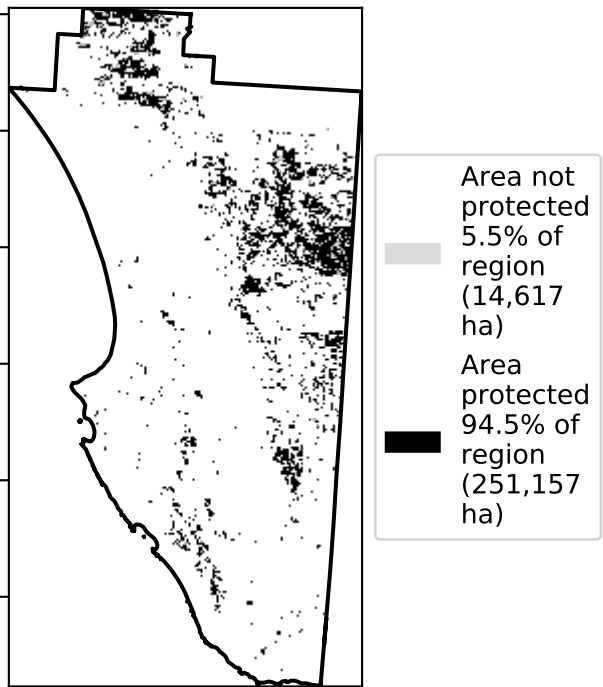 Area not
protected
5.5% of
region
(14,617
ha)
Area
protected
94.5% of
region
(251,157
ha)